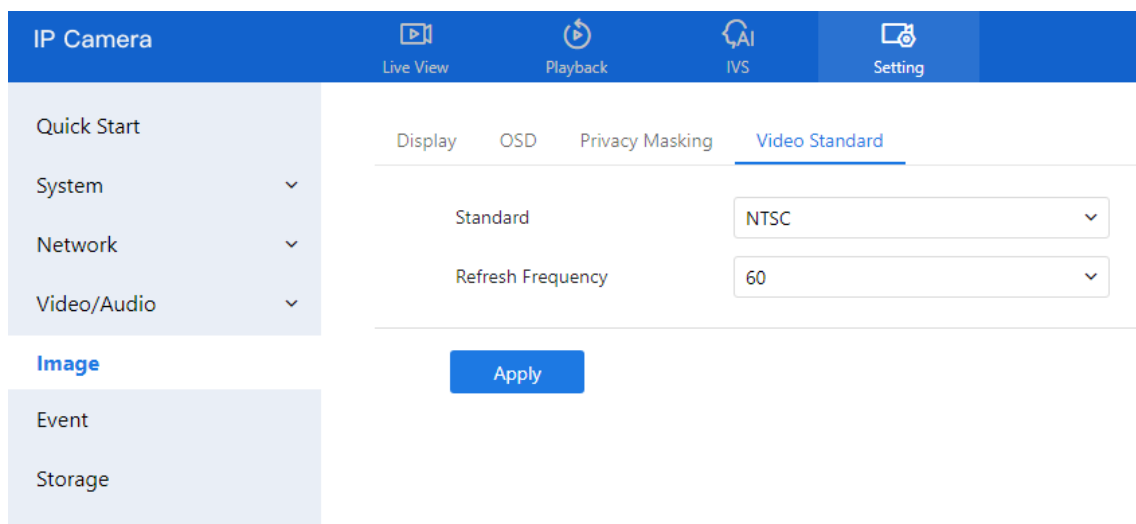 IP Camera
Live View
Playback
AI
IVS
Setting
Quick Start
System
Network
Video/Audio
Image
Event
Storage
Display OSD Privacy Masking Video Standard
Standard NTSC
Refresh Frequency 60
Apply